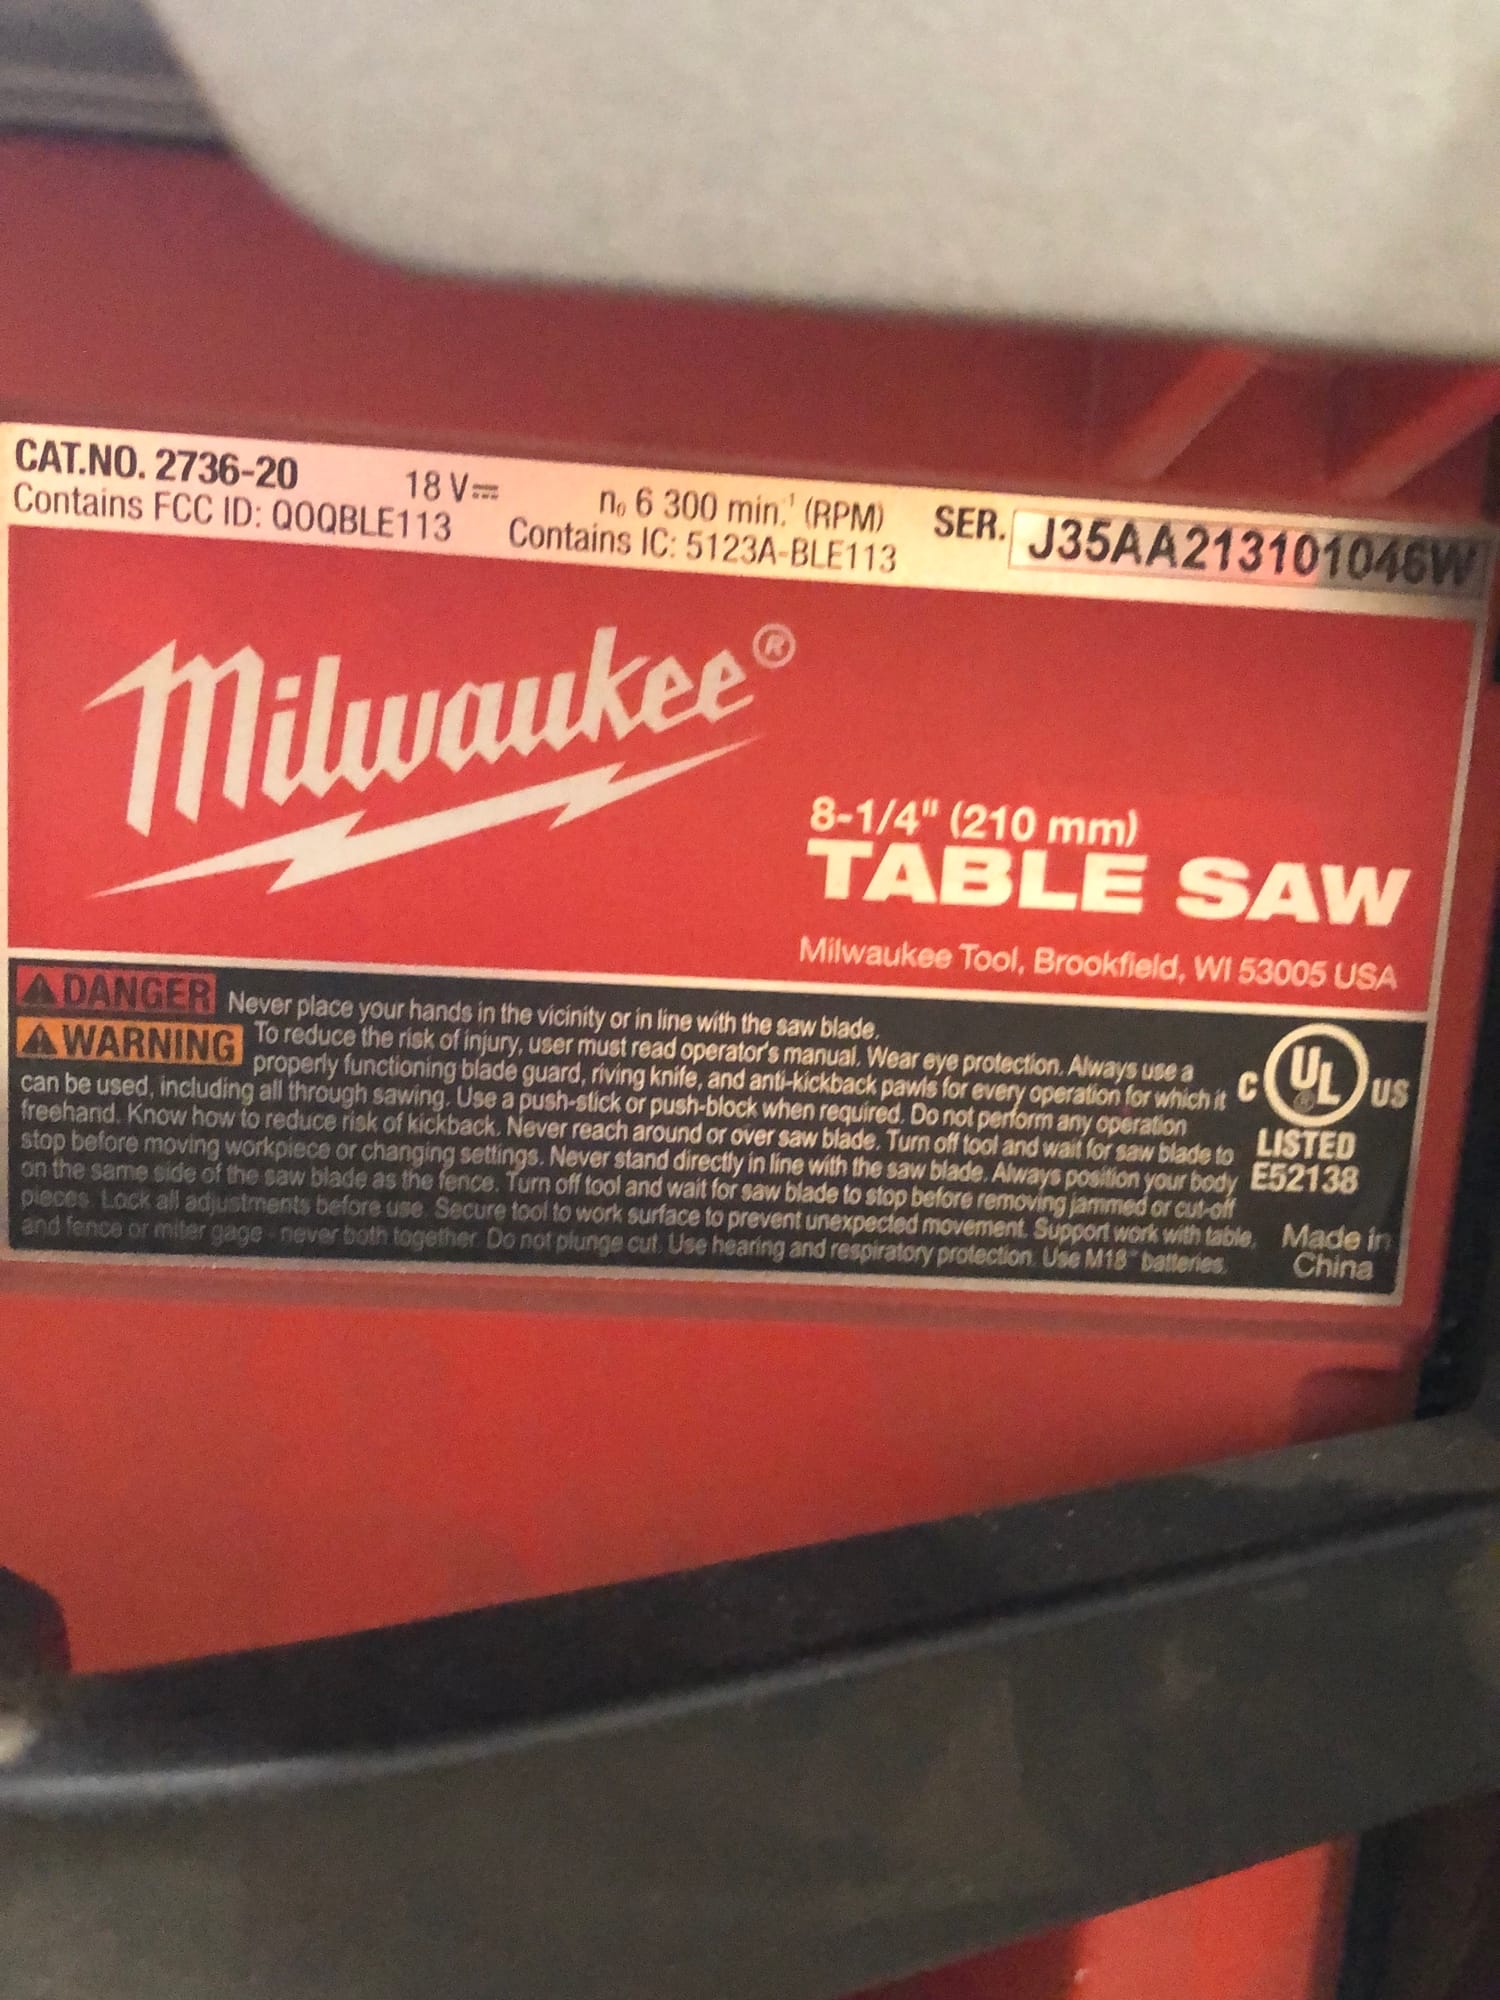 CAT.NO. 2736-20 18 V⎓ n₀ 6 300 min.⁻¹ (RPM) SER. J35AA213101046W
Contains FCC ID: QOQBLE113 Contains IC: 5123A-BLE113
Milwaukee®
8-1/4" (210 mm)
TABLE SAW
Milwaukee Tool, Brookfield, WI 53005 USA
⚠DANGER Never place your hands in the vicinity or in line with the saw blade.
⚠WARNING To reduce the risk of injury, user must read operator's manual. Wear eye protection. Always use a
properly functioning blade guard, riving knife, and anti-kickback pawls for every operation for which it
can be used, including all through sawing. Use a push-stick or push-block when required. Do not perform any operation
freehand. Know how to reduce risk of kickback. Never reach around or over saw blade. Turn off tool and wait for saw blade to
stop before moving workpiece or changing settings. Never stand directly in line with the saw blade. Always position your body
on the same side of the saw blade as the fence. Turn off tool and wait for saw blade to stop before removing jammed or cut-off
pieces. Lock all adjustments before use. Secure tool to work surface to prevent unexpected movement. Support work with table.
and fence or miter gage - never both together. Do not plunge cut. Use hearing and respiratory protection. Use M18™ batteries.
C UL® US
LISTED
E52138
Made in
China